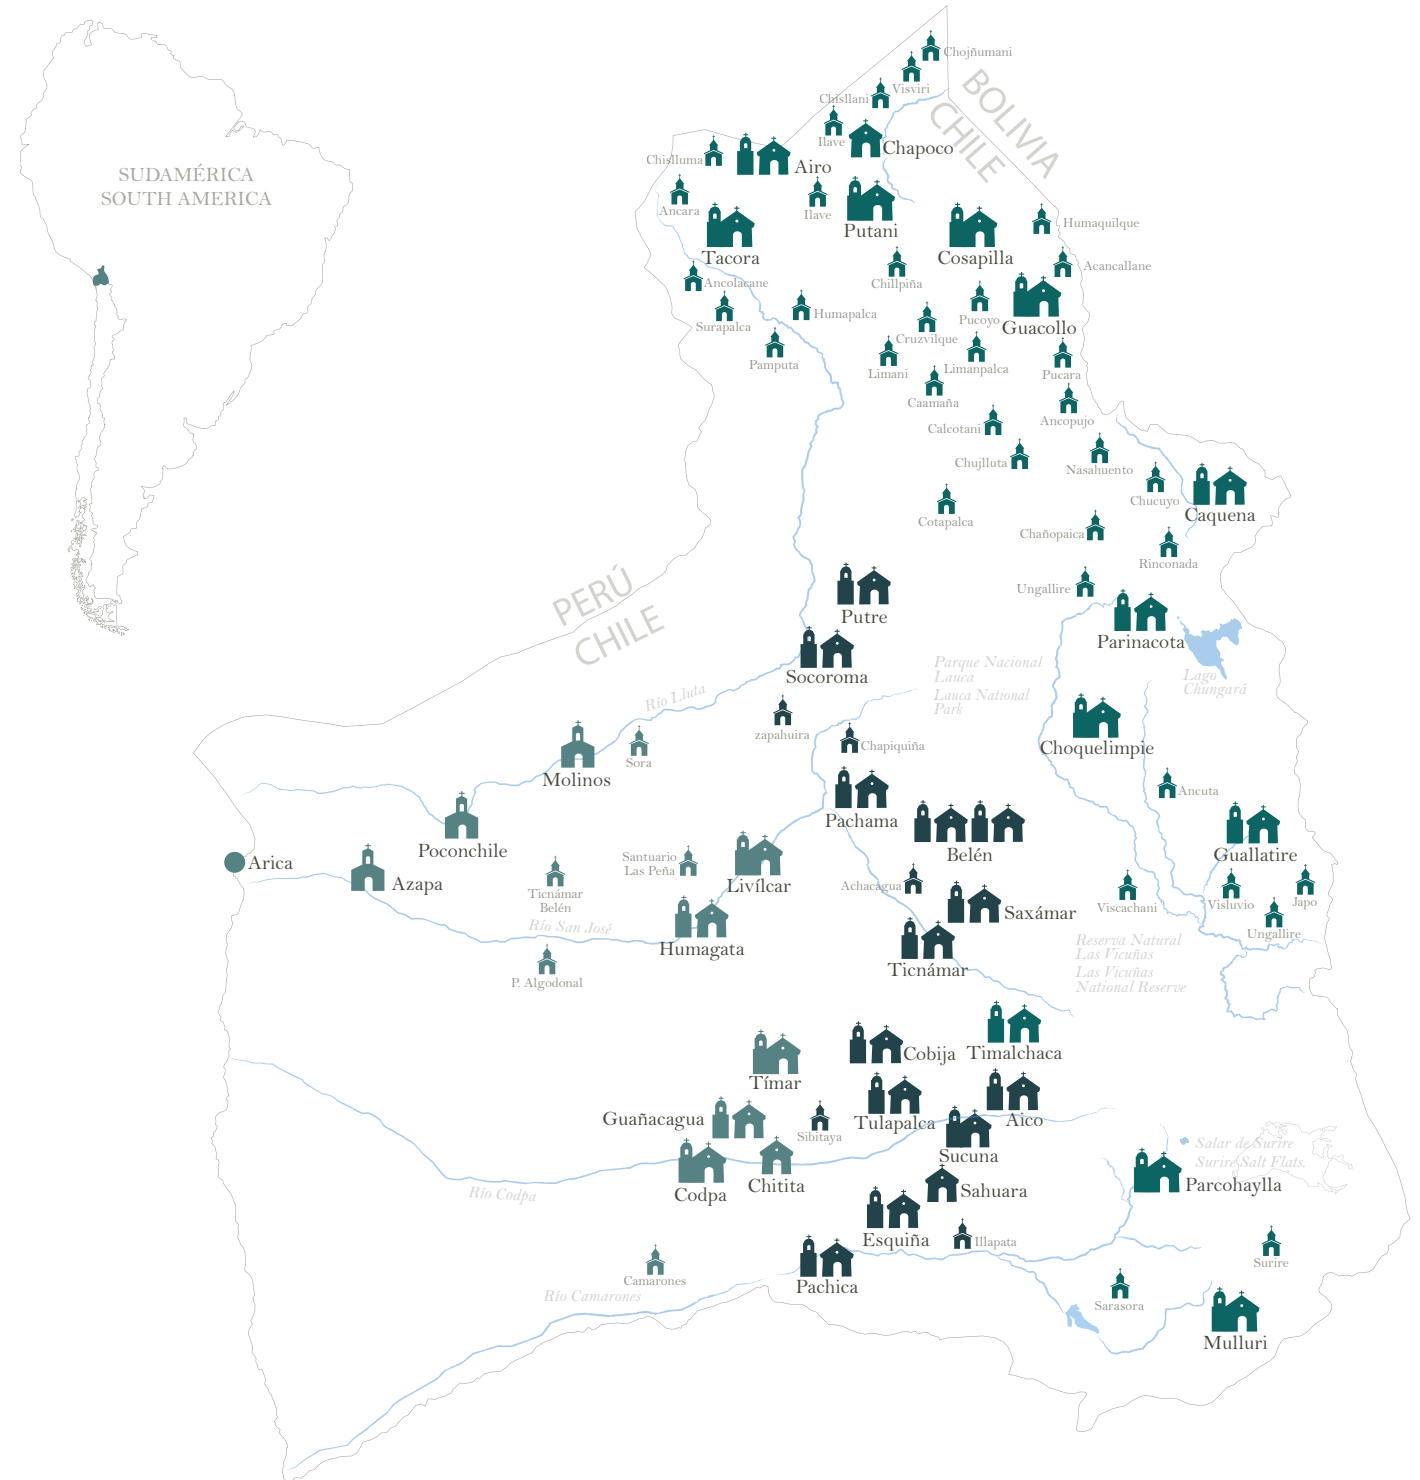 SUDAMÉRICA
SOUTH AMERICA
BOLIVIA
CHILE
PERÚ
CHILE
Chojñumani
Visviri
Chisllani
Ilave
Chapoco
Chislluma
Airo
Ancara
Ilave
Putani
Tacora
Cosapilla
Humaquilque
Acancallane
Ancolacane
Chillpiña
Surapalca
Humapalca
Pucoyo
Guacollo
Cruzvilque
Pamputa
Limani
Limanpalca
Pucara
Caamaña
Calcotani
Ancopujo
Chujlluta
Nasahuento
Chucuyo
Caquena
Cotapalca
Chañopaica
Rinconada
Ungallire
Putre
Parinacota
Socoroma
Parque Nacional
Lauca
Lauca National
Park
Lago
Chungará
Río Lluta
zapahuira
Chapiquiña
Choquelimpie
Sora
Molinos
Ancuta
Pachama
Poconchile
Belén
Guallatire
Arica
Azapa
Santuario
Las Peña
Livílcar
Achacagua
Ticnámar
Belén
Saxámar
Viscachani
Visluvio
Japo
Ungallire
Río San José
Humagata
Ticnámar
Reserva Natural
Las Vicuñas
Las Vicuñas
National Reserve
P. Algodonal
Cobija
Timalchaca
Tímar
Guañacagua
Sibitaya
Tulapalca
Aico
Sucuna
Salar de Surire
Surire Salt Flats.
Río Codpa
Codpa
Chitita
Sahuara
Parcohaylla
Esquiña
Illapata
Surire
Camarones
Pachica
Río Camarones
Sarasora
Mulluri